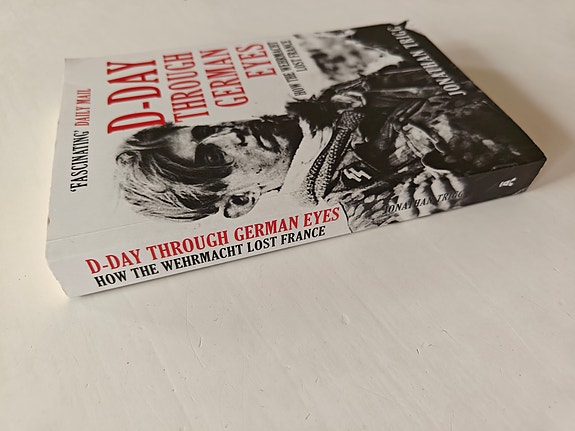 'FASCINATING' DAILY MAIL
D-DAY
THROUGH
GERMAN
EYES
HOW THE WEHRMACHT
LOST FRANCE
JONATHAN TRIGG
D-DAY THROUGH GERMAN EYES
HOW THE WEHRMACHT LOST FRANCE
JONATHAN TRIGG